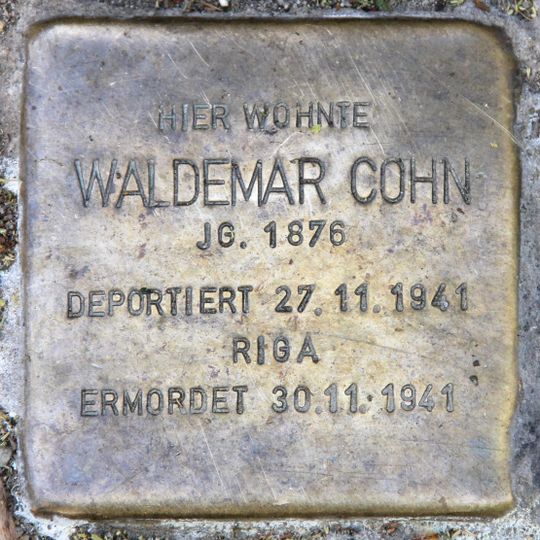 HIER WOHNTE
WALDEMAR COHN
JG. 1876
DEPORTIERT 27.11.1941
RIGA
ERMORDET 30.11.1941